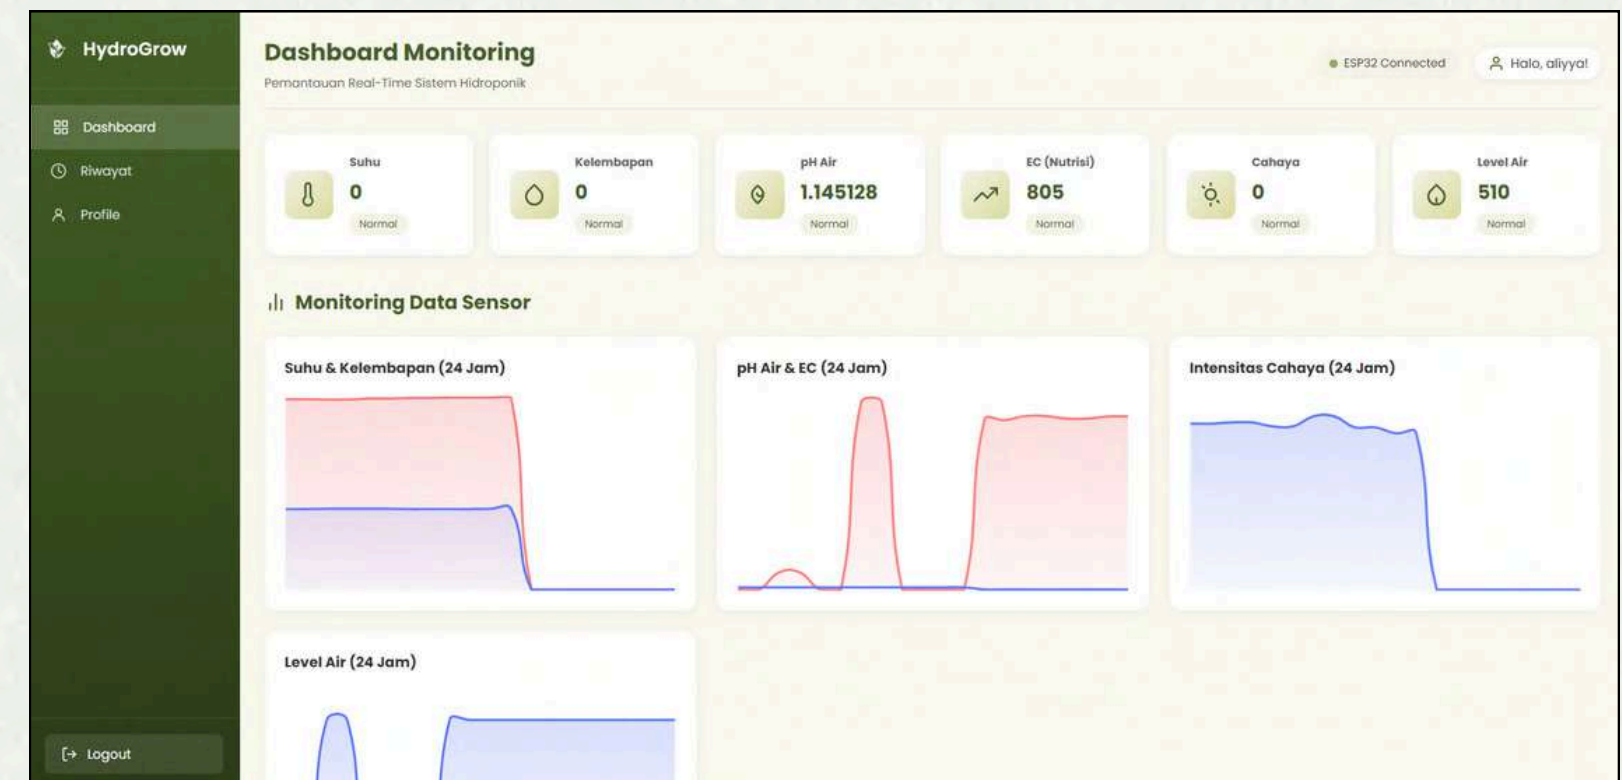 HydroGrow
Dashboard
Riwayat
Profile
Logout
Dashboard Monitoring
Pemantauan Real-Time Sistem Hidroponik
ESP32 Connected
Halo, aliyya!
Suhu
0
Normal
Kelembapan
0
Normal
pH Air
1.145128
Normal
EC (Nutrisi)
805
Normal
Cahaya
0
Normal
Level Air
510
Normal
Monitoring Data Sensor
Suhu & Kelembapan (24 Jam)
pH Air & EC (24 Jam)
Intensitas Cahaya (24 Jam)
Level Air (24 Jam)